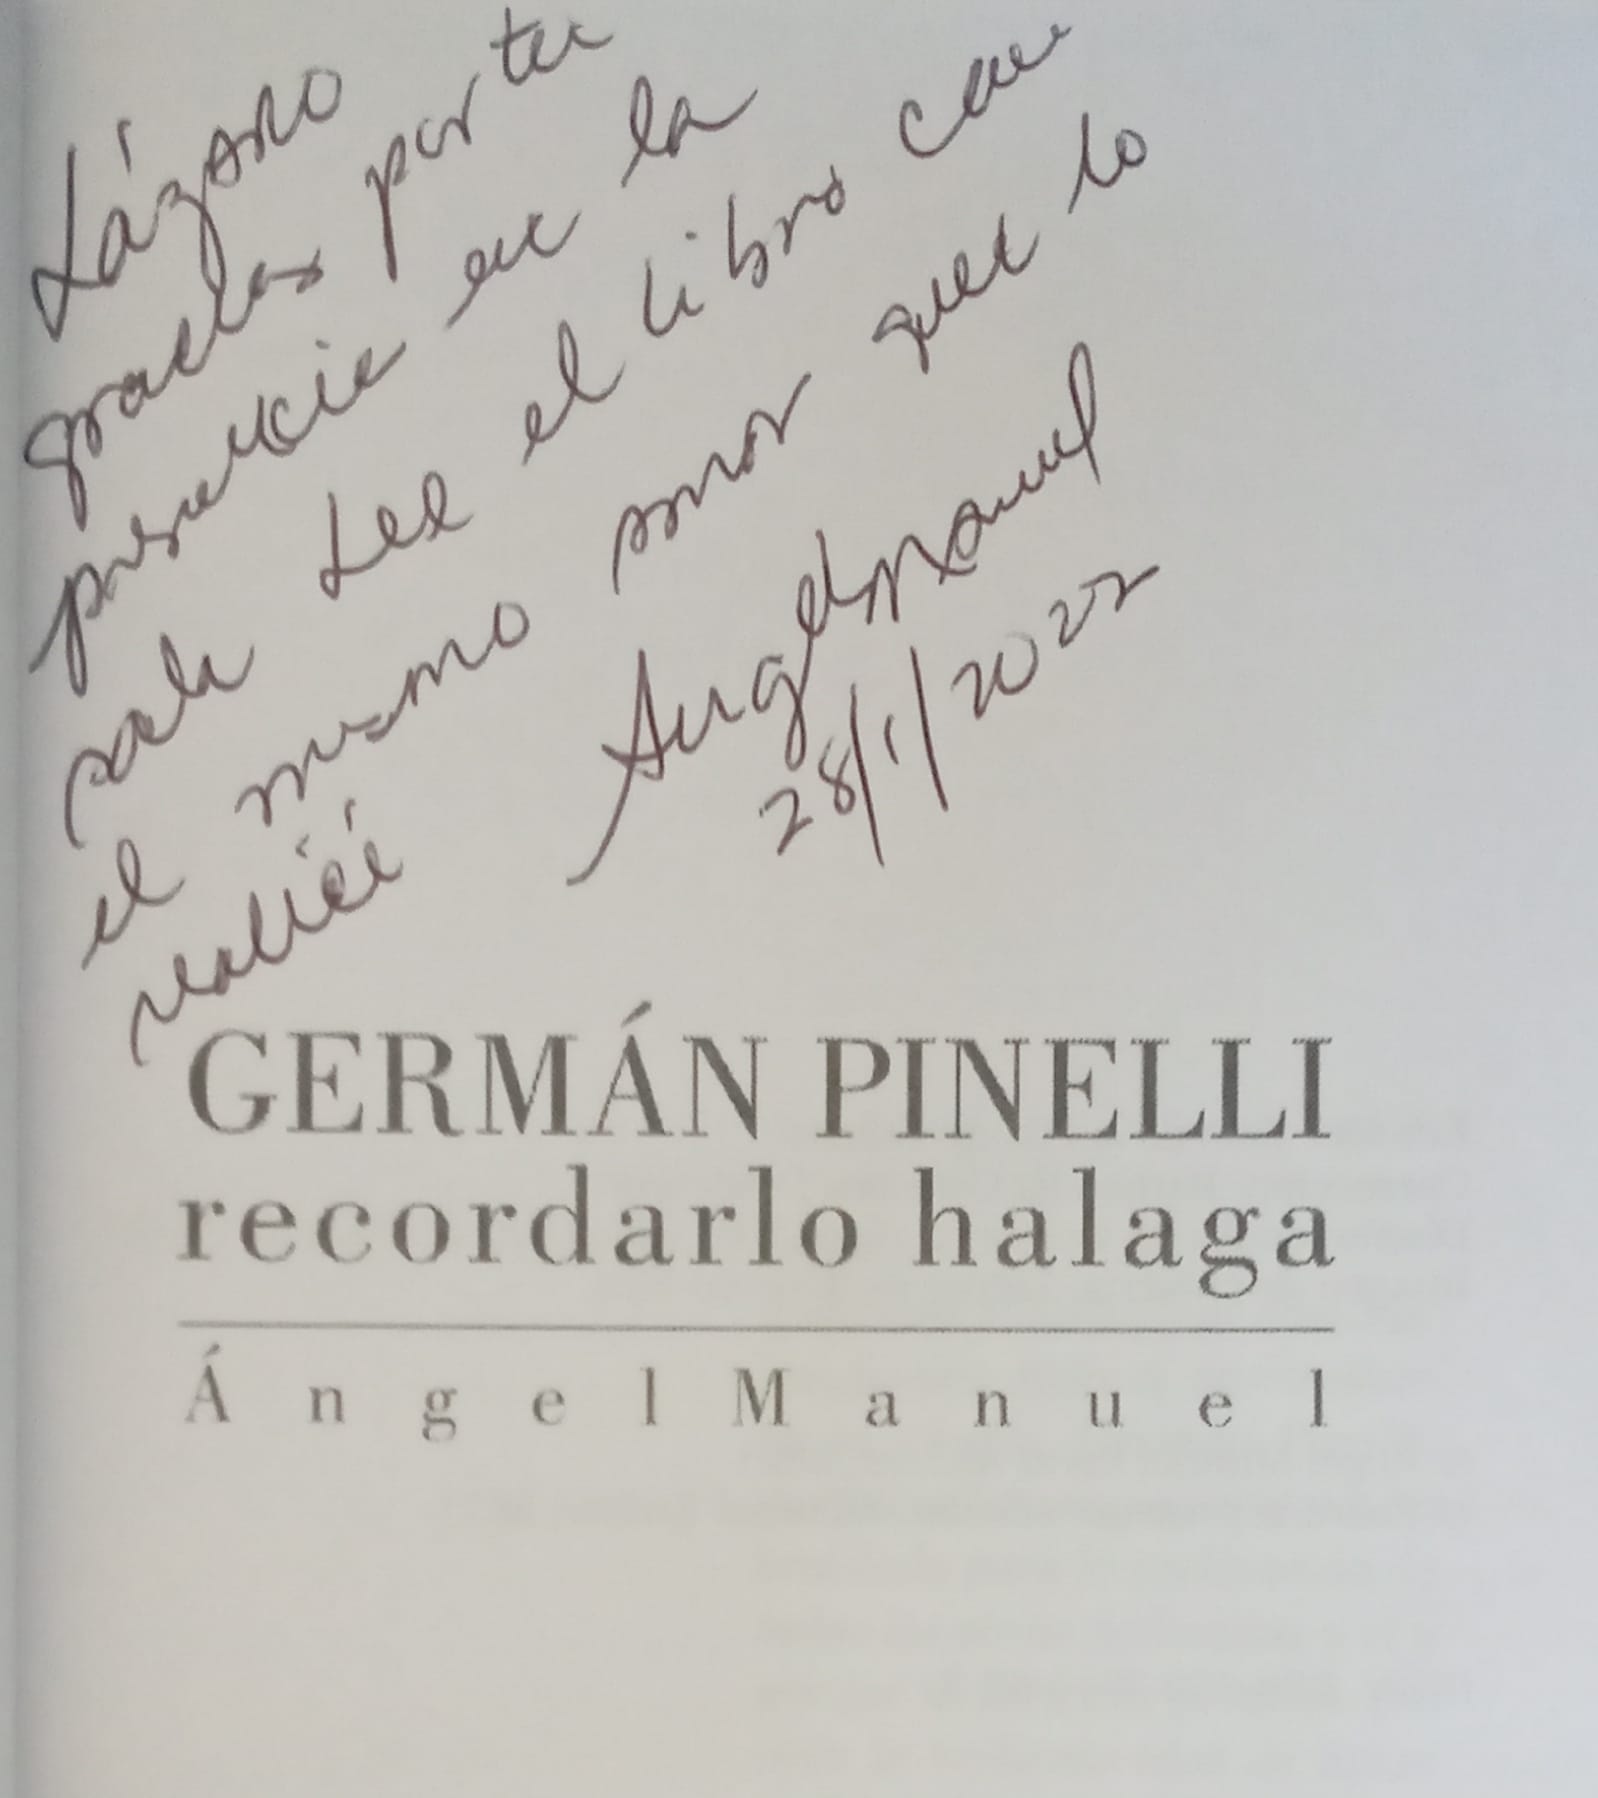 Lázaro
gracias por tu
presencia en la
sala Lee el libro con
el mismo amor que lo
realicé
Angel Manuel
28/1/2022
GERMÁN PINELLI
recordarlo halaga
Ángel Manuel